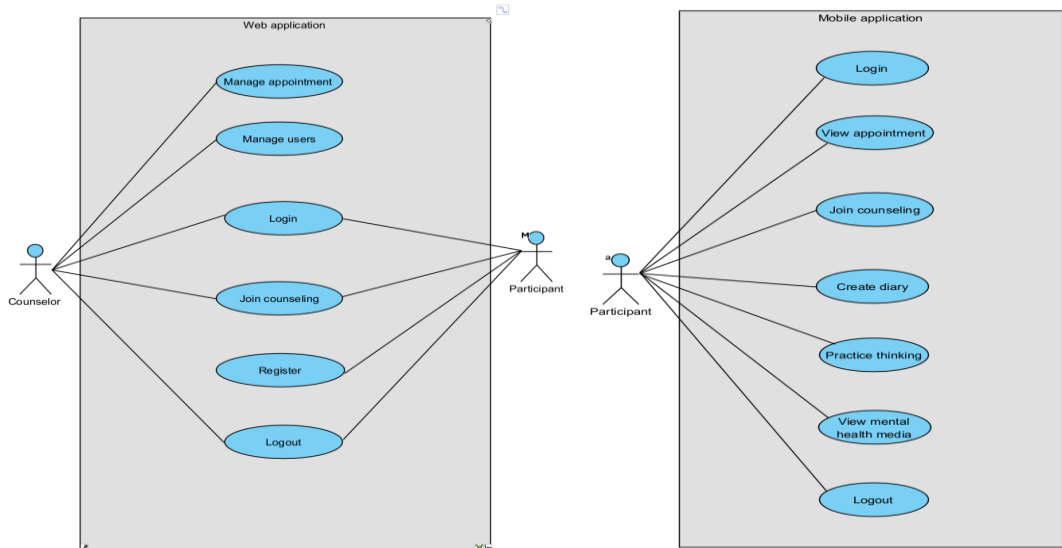 Web application
Manage appointment
Manage users
Login
Join counseling
Register
Logout
Counselor
M
Participant
Mobile application
Login
View appointment
Join counseling
Create diary
Practice thinking
View mental
health media
Logout
a
Participant